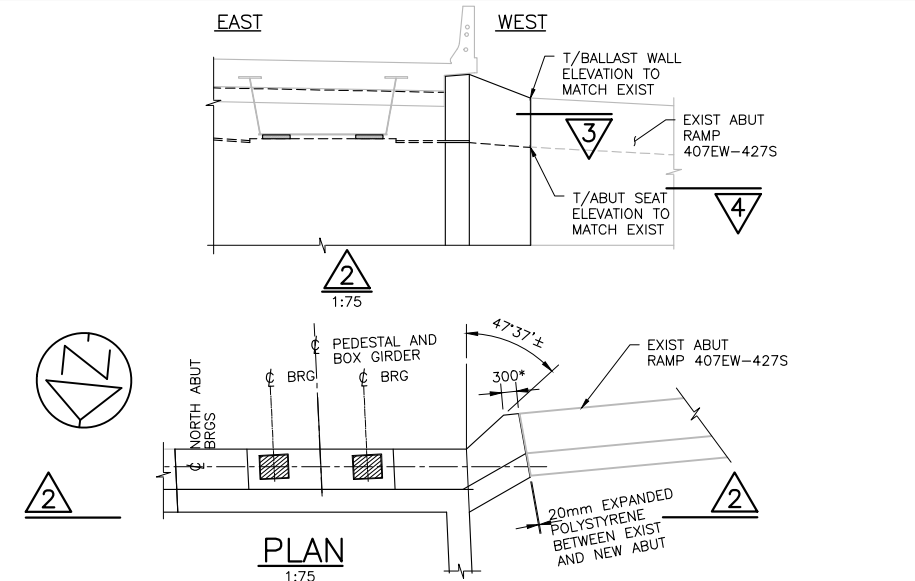 EAST
WEST
T/BALLAST WALL
ELEVATION TO
MATCH EXIST
3
EXIST ABUT
RAMP
407EW-427S
T/ABUT SEAT
ELEVATION TO
MATCH EXIST
4
2
1:75
47°37'±
℄ PEDESTAL AND
BOX GIRDER
EXIST ABUT
RAMP 407EW-427S
℄ BRG
℄ BRG
300*
℄ NORTH ABUT
BRGS
N
2
2
20mm EXPANDED
POLYSTYRENE
BETWEEN EXIST
AND NEW ABUT
PLAN
1:75